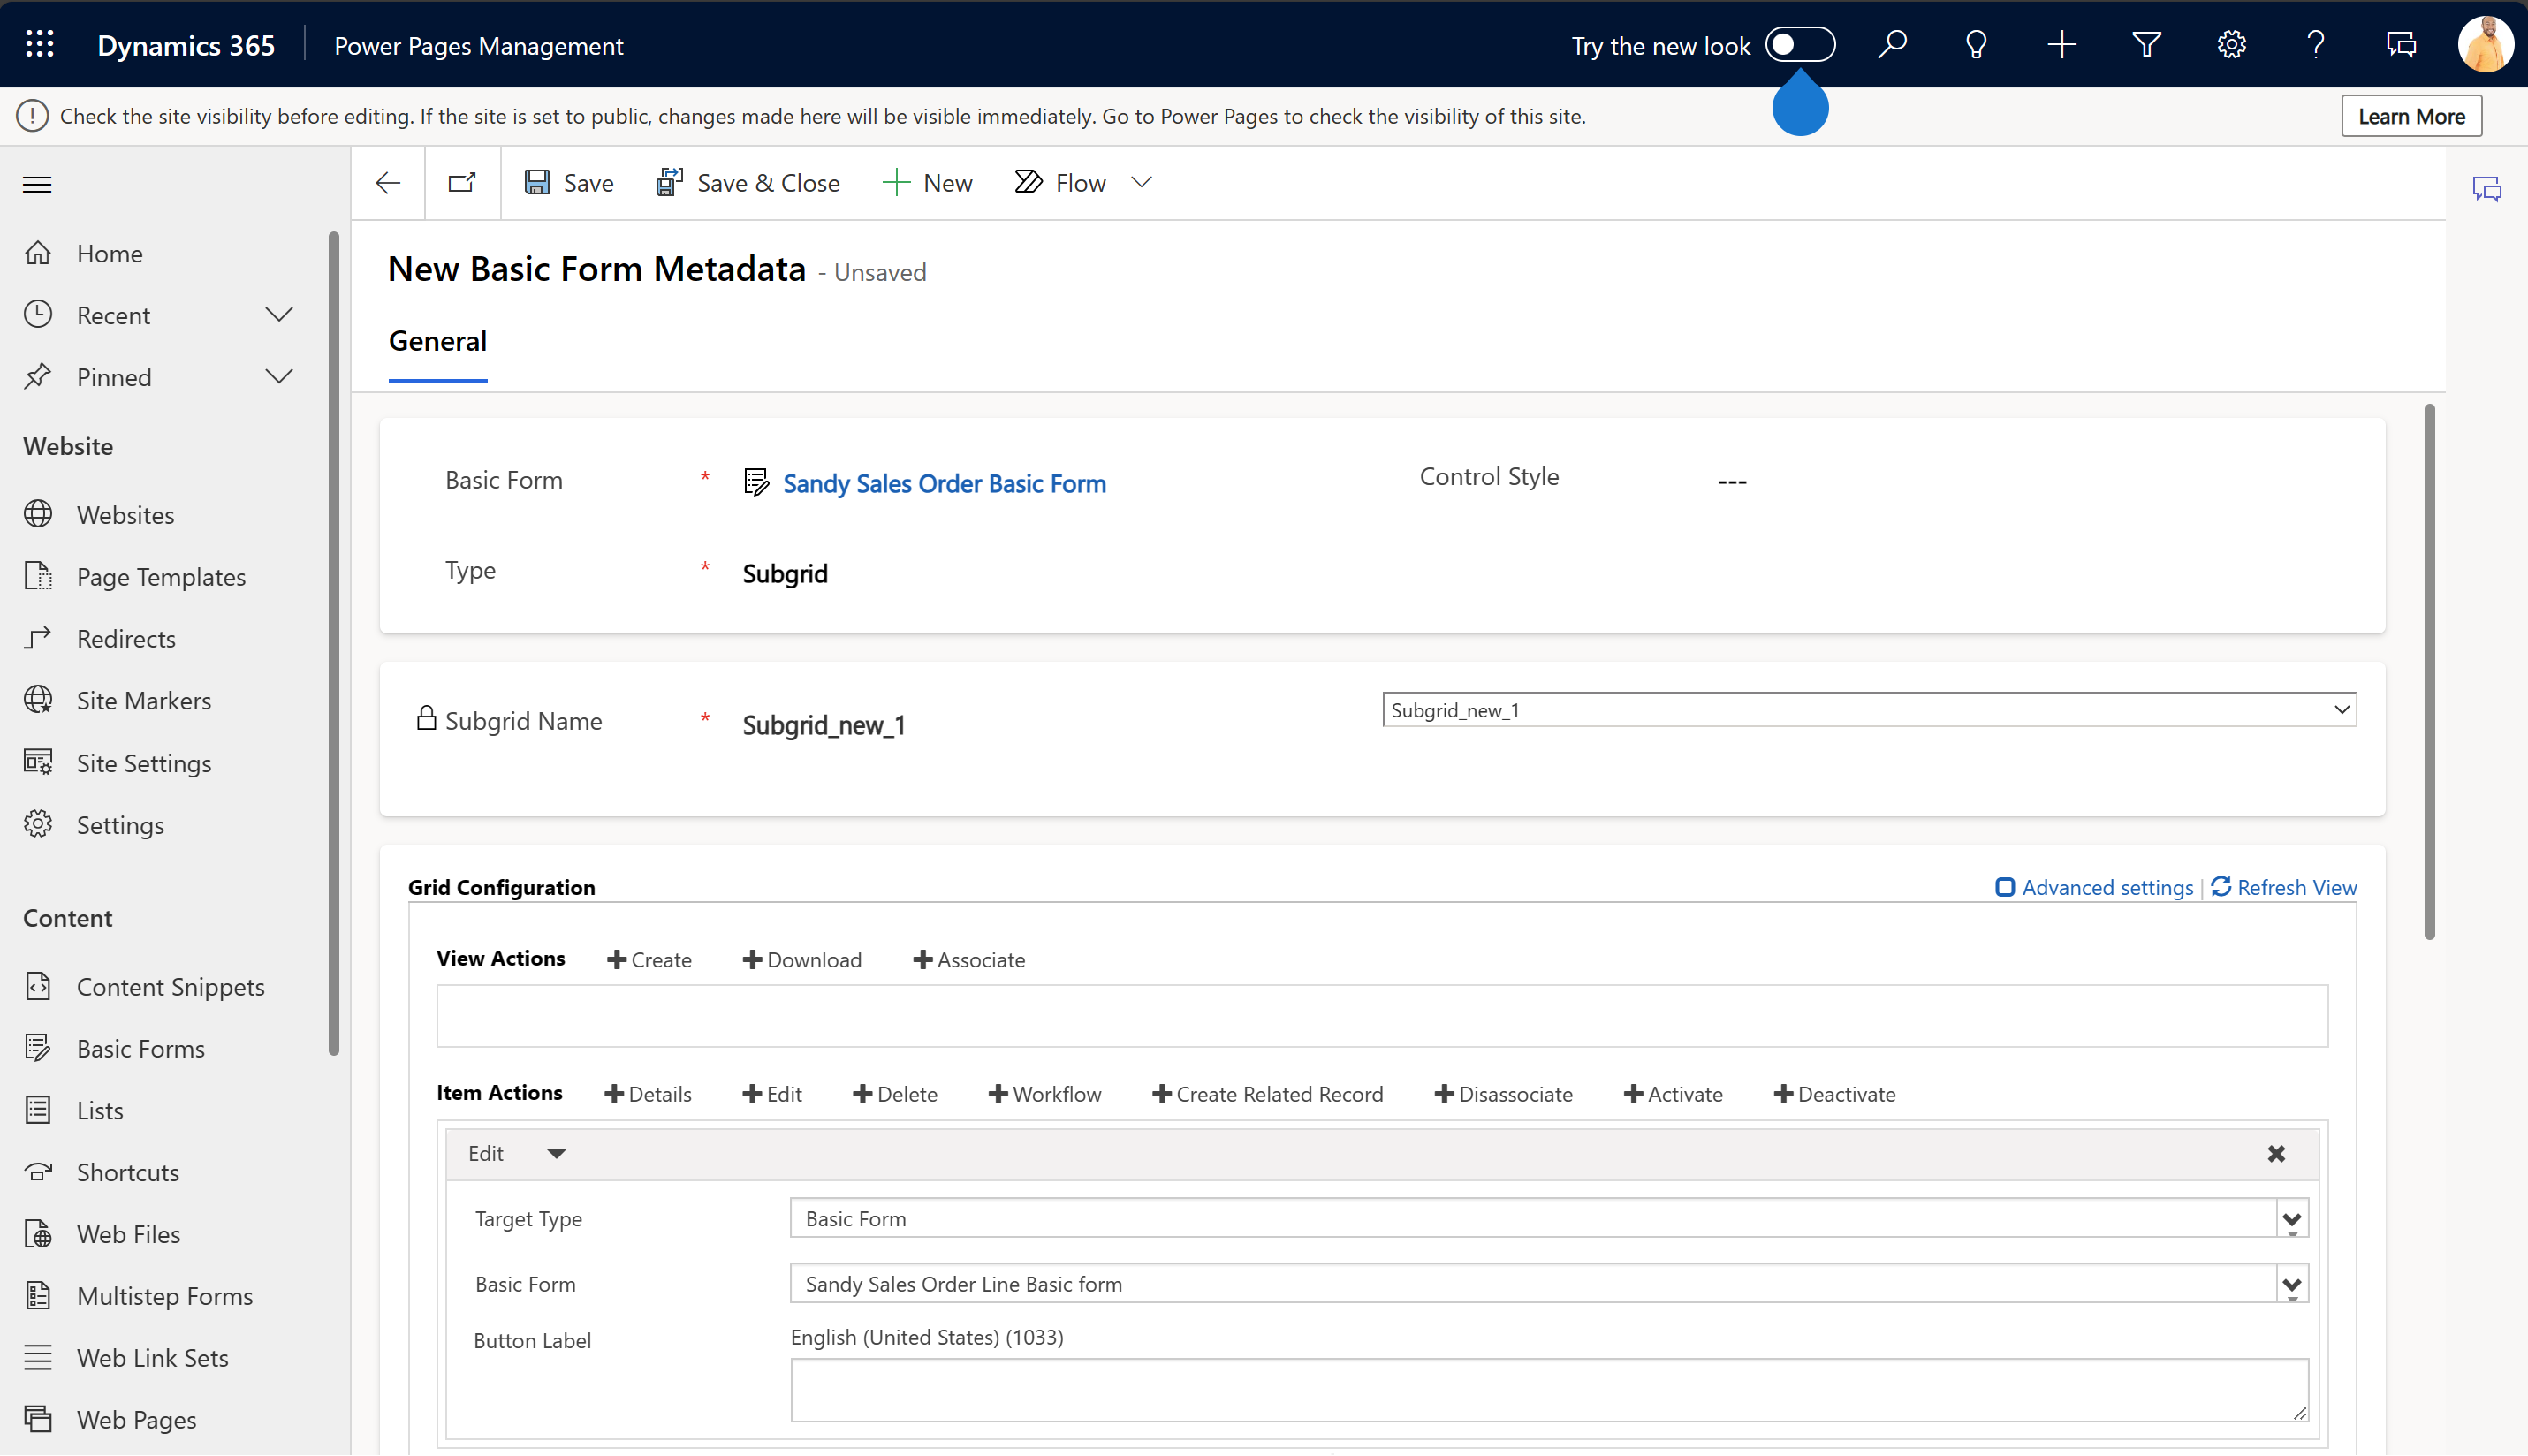 Dynamics 365
Power Pages Management
Try the new look
Check the site visibility before editing. If the site is set to public, changes made here will be visible immediately. Go to Power Pages to check the visibility of this site.
Learn More
Save
Save & Close
New
Flow
Home
Recent
Pinned
Website
Websites
Page Templates
Redirects
Site Markers
Site Settings
Settings
Content
Content Snippets
Basic Forms
Lists
Shortcuts
Web Files
Multistep Forms
Web Link Sets
Web Pages
New Basic Form Metadata - Unsaved
General
Basic Form * Sandy Sales Order Basic Form
Control Style ---
Type * Subgrid
Subgrid Name * Subgrid_new_1
Subgrid_new_1
Grid Configuration
Advanced settings | Refresh View
View Actions Create Download Associate
Item Actions Details Edit Delete Workflow Create Related Record Disassociate Activate Deactivate
Edit
Target Type Basic Form
Basic Form Sandy Sales Order Line Basic form
Button Label English (United States) (1033)